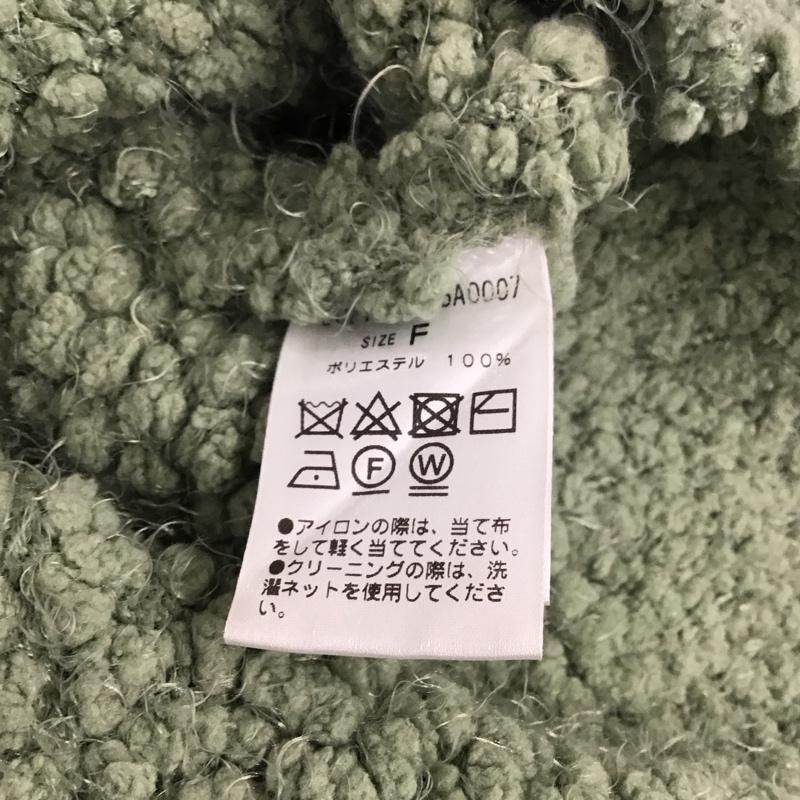 SA0007
SIZE F
ポリエステル 100%
F W
●アイロンの際は、当て布
をして軽く当ててください。
●クリーニングの際は、洗
濯ネットを使用してくださ
い。